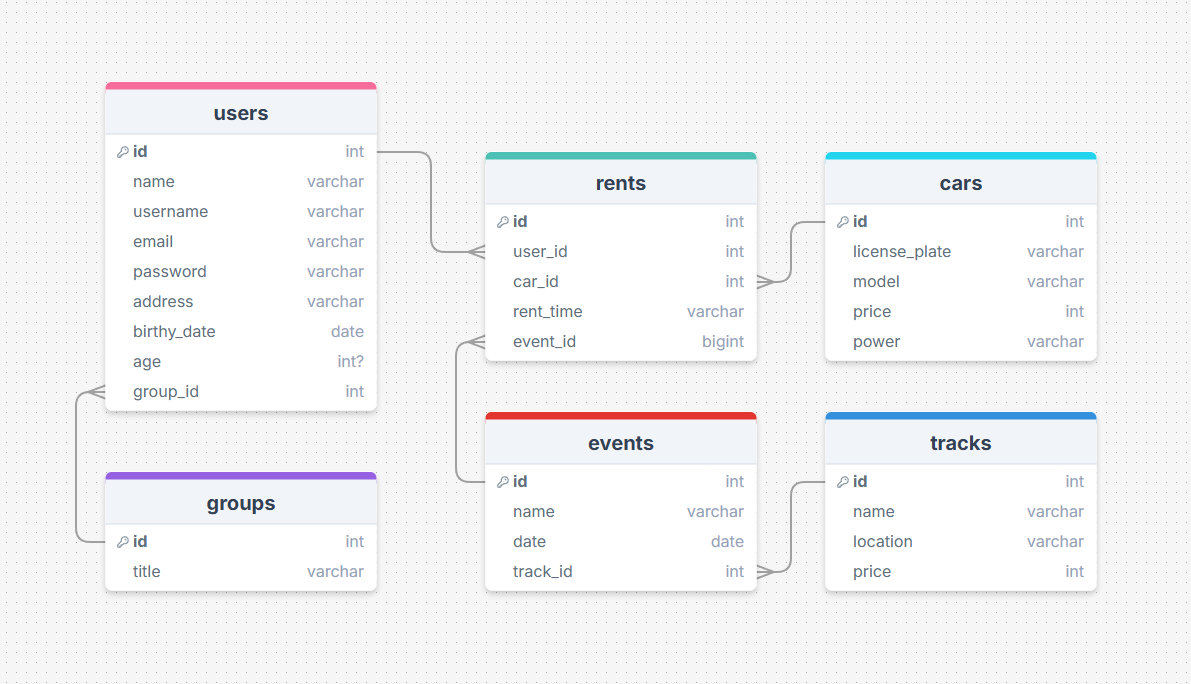 users
id int
name varchar
username varchar
email varchar
password varchar
address varchar
birthy_date date
age int?
group_id int
groups
id int
title varchar
rents
id int
user_id int
car_id int
rent_time varchar
event_id bigint
events
id int
name varchar
date date
track_id int
cars
id int
license_plate varchar
model varchar
price int
power varchar
tracks
id int
name varchar
location varchar
price int